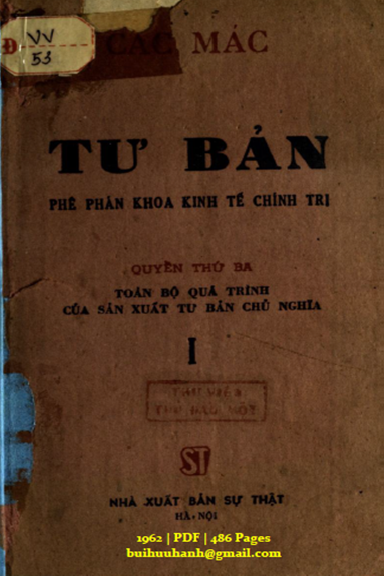 Đ
VV
53
CÁC MÁC
TƯ BẢN
PHÊ PHÁN KHOA KINH TẾ CHÍNH TRỊ
QUYỂN THỨ BA
TOÀN BỘ QUÁ TRÌNH
CỦA SẢN XUẤT TƯ BẢN CHỦ NGHĨA
I
THƯ VIỆN
ST
NHÀ XUẤT BẢN SỰ THẬT
HÀ-NỘI
1962 | PDF | 486 Pages
buihuuhanh@gmail.com